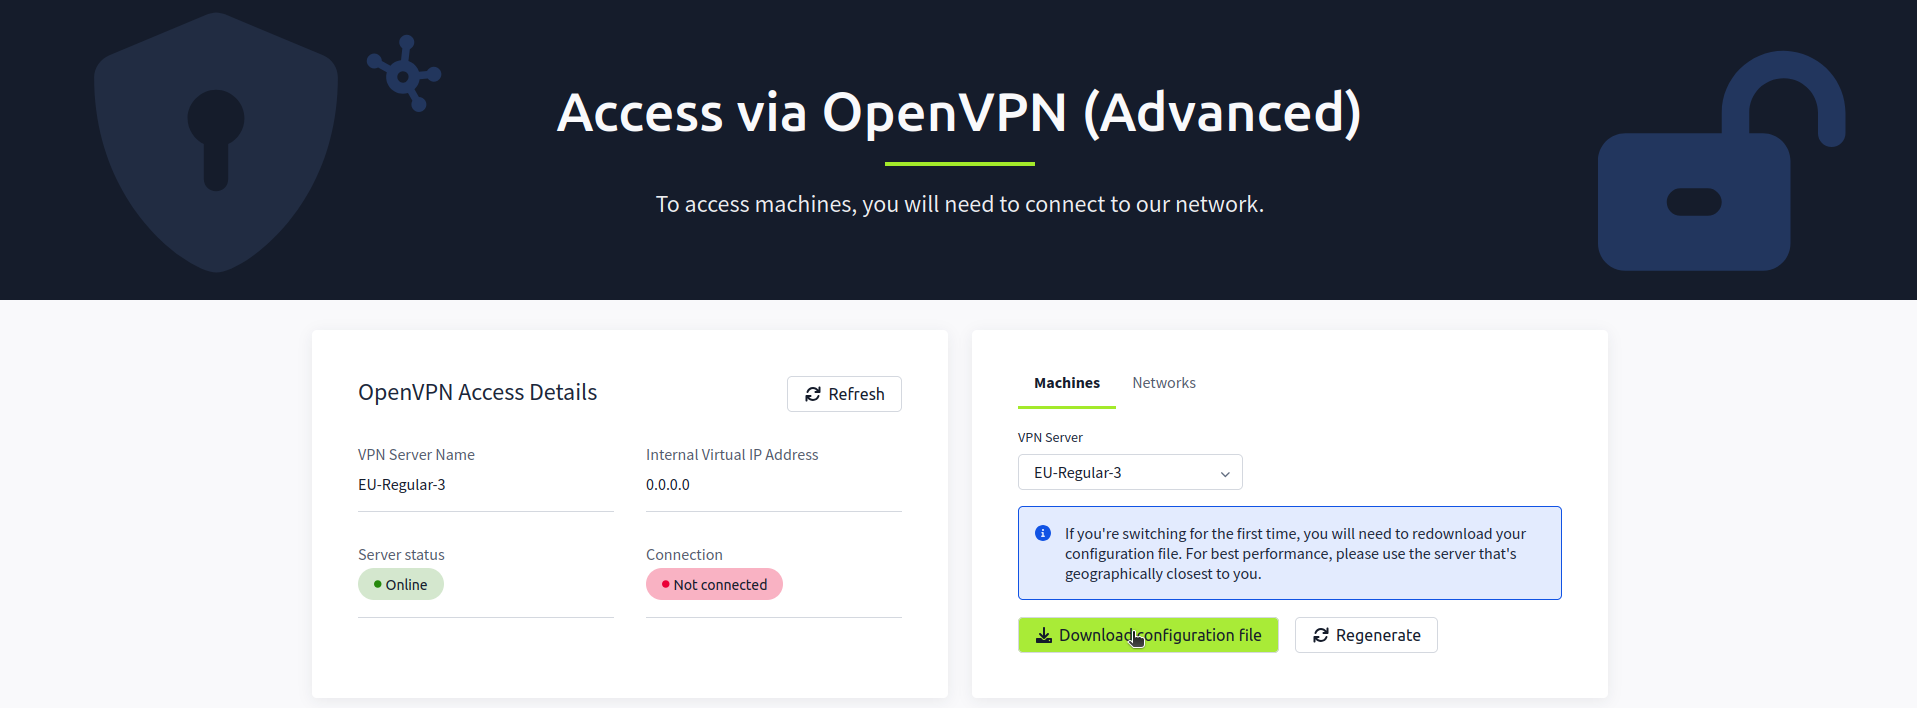 Access via OpenVPN (Advanced)
To access machines, you will need to connect to our network.
OpenVPN Access Details
Refresh
VPN Server Name
EU-Regular-3
Internal Virtual IP Address
0.0.0.0
Server status
Online
Connection
Not connected
Machines
Networks
VPN Server
EU-Regular-3
If you're switching for the first time, you will need to redownload your
configuration file. For best performance, please use the server that's
geographically closest to you.
Download configuration file
Regenerate